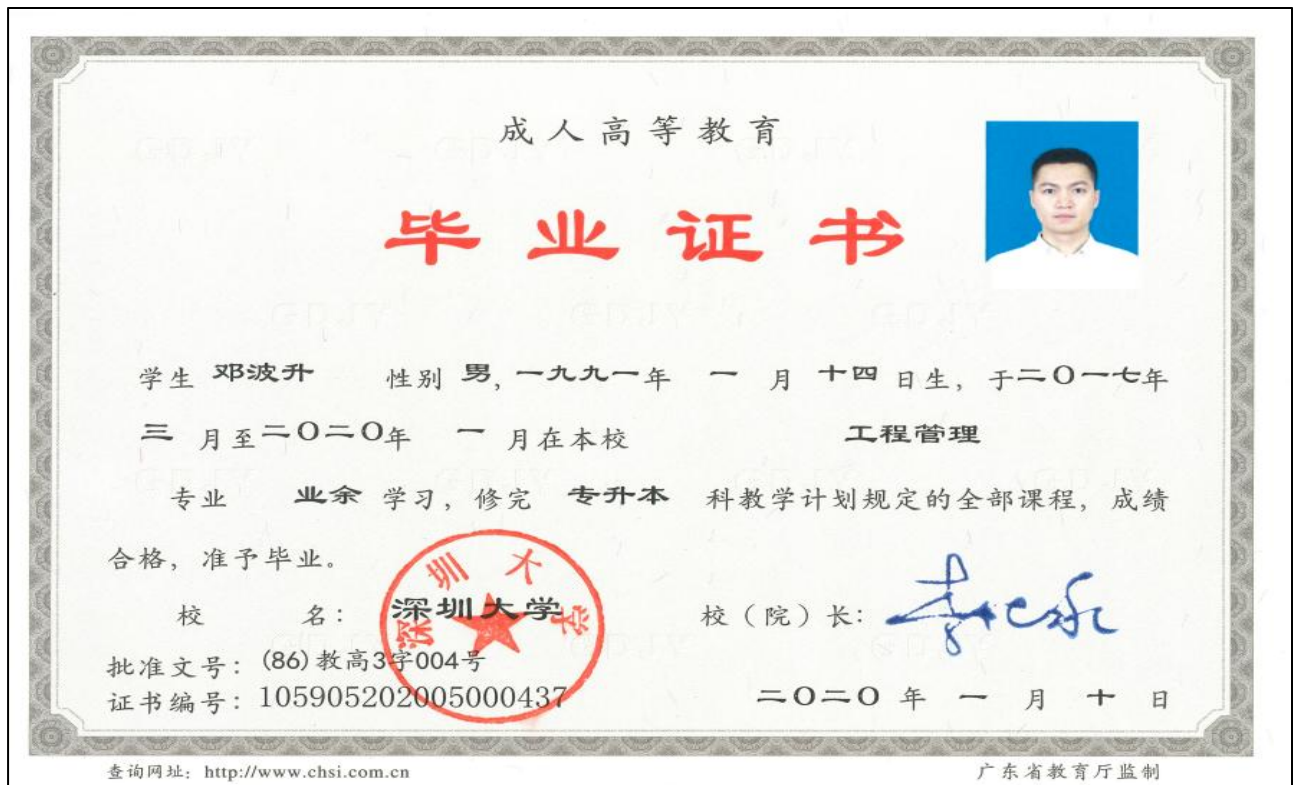 成人高等教育
毕业证书
学生 邓波升 性别 男, 一九九一年 一 月 十四 日生, 于二〇一七年
三 月至二〇二〇年 一 月在本校 工程管理
专业 业余 学习, 修完 专升本 科教学计划规定的全部课程, 成绩
合格, 准予毕业。
深圳大学
校 名: 深圳大学 校(院)长:
批准文号: (86)教高3字004号
证书编号: 105905202005000437 二〇二〇 年 一 月 十 日
查询网址: http://www.chsi.com.cn 广东省教育厅监制